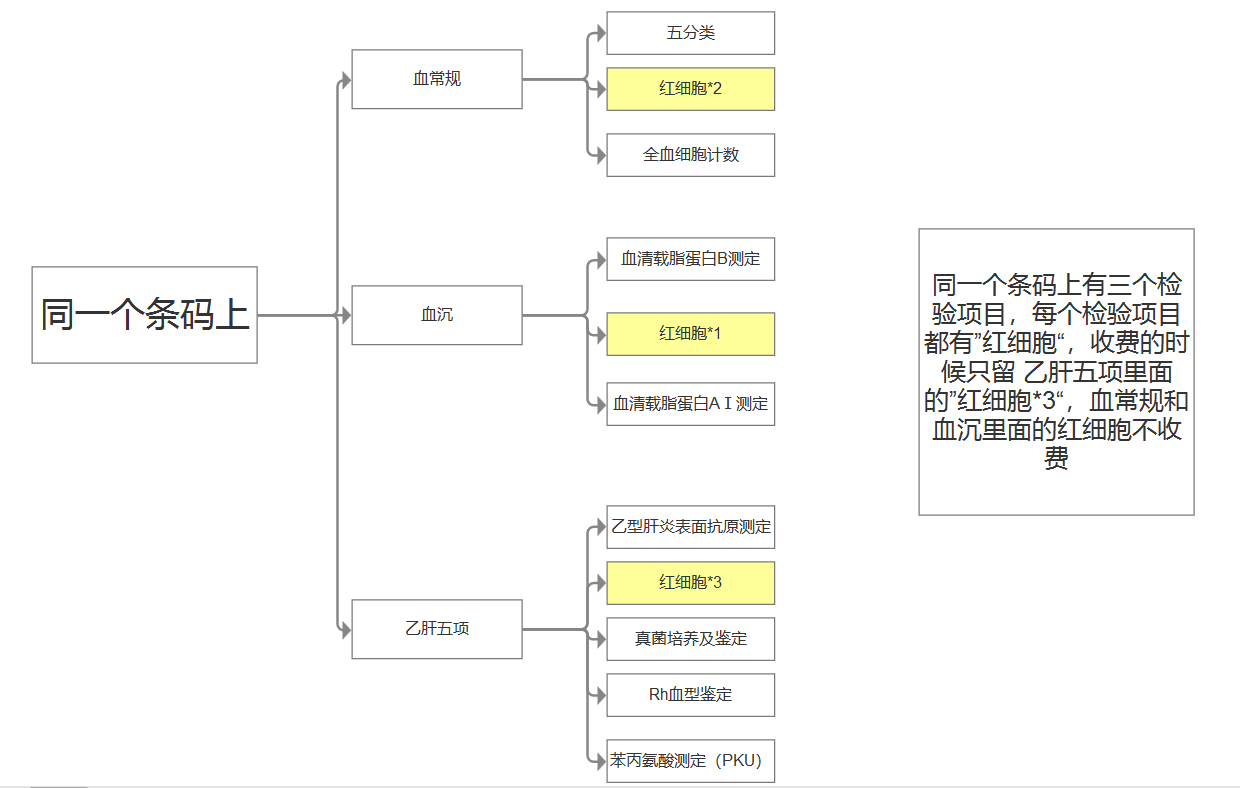 同一个条码上
血常规
五分类
红细胞*2
全血细胞计数
血沉
血清载脂蛋白B测定
红细胞*1
血清载脂蛋白AⅠ测定
乙肝五项
乙型肝炎表面抗原测定
红细胞*3
真菌培养及鉴定
Rh血型鉴定
苯丙氨酸测定（PKU）
同一个条码上有三个检
验项目，每个检验项目
都有”红细胞“，收费的时
候只留 乙肝五项里面
的”红细胞*3“，血常规和
血沉里面的红细胞不收
费